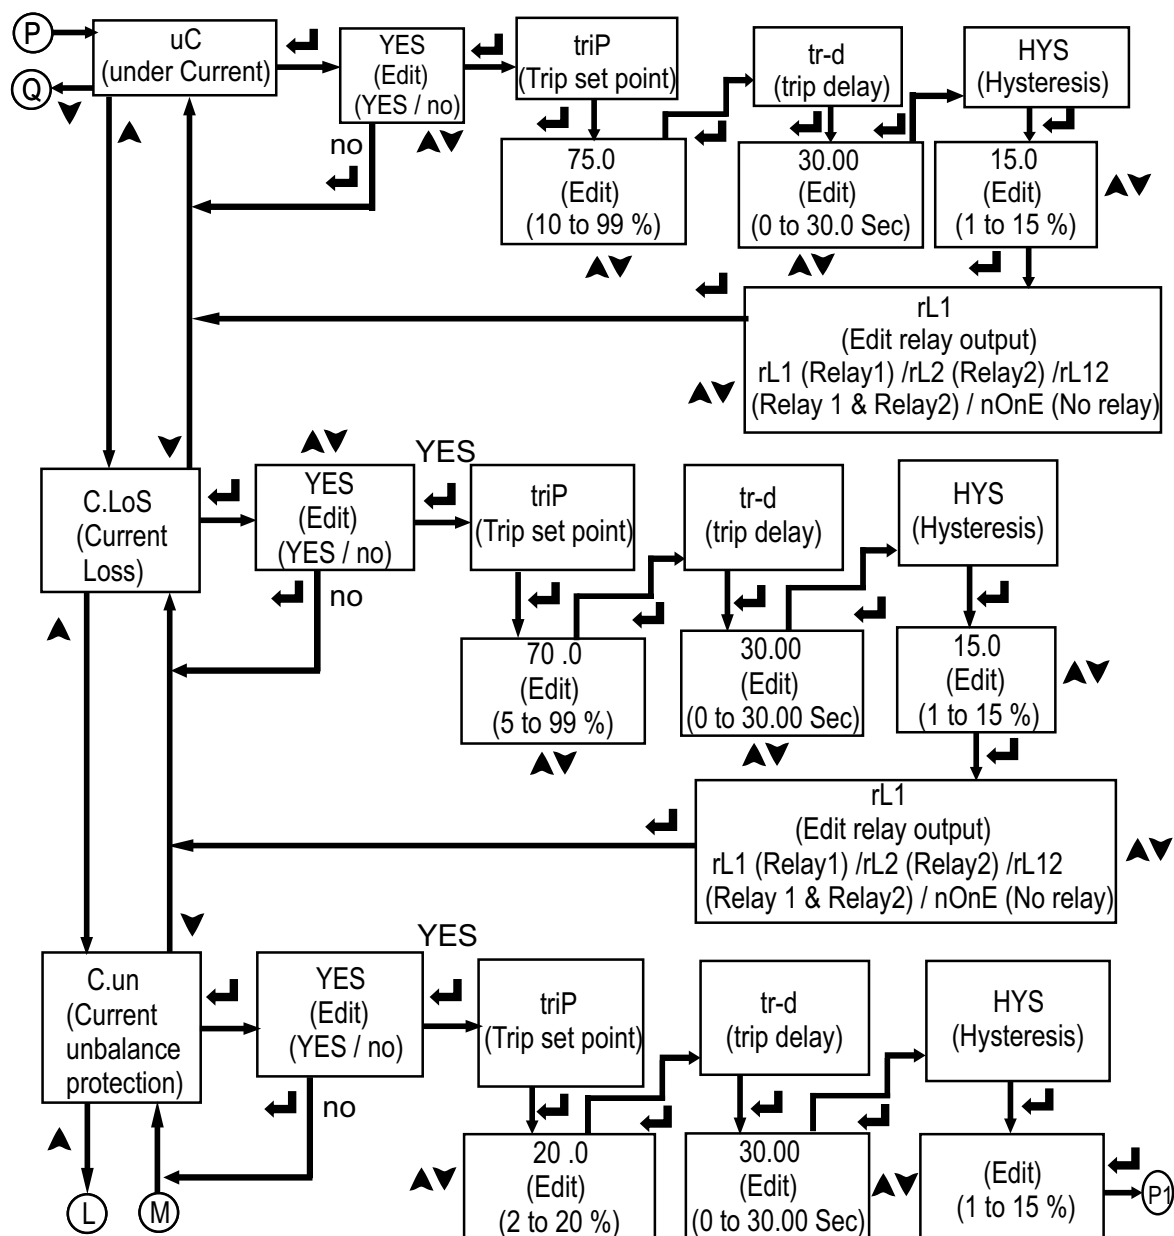 P
Q
uC
(under Current)
YES
(Edit)
(YES / no)
no
triP
(Trip set point)
75.0
(Edit)
(10 to 99 %)
tr-d
(trip delay)
30.00
(Edit)
(0 to 30.0 Sec)
HYS
(Hysteresis)
15.0
(Edit)
(1 to 15 %)
rL1
(Edit relay output)
rL1 (Relay1) /rL2 (Relay2) /rL12
(Relay 1 & Relay2) / nOnE (No relay)
C.LoS
(Current
Loss)
YES
(Edit)
(YES / no)
YES
no
triP
(Trip set point)
70 .0
(Edit)
(5 to 99 %)
tr-d
(trip delay)
30.00
(Edit)
(0 to 30.00 Sec)
HYS
(Hysteresis)
15.0
(Edit)
(1 to 15 %)
rL1
(Edit relay output)
rL1 (Relay1) /rL2 (Relay2) /rL12
(Relay 1 & Relay2) / nOnE (No relay)
C.un
(Current
unbalance
protection)
YES
(Edit)
(YES / no)
YES
no
triP
(Trip set point)
20 .0
(Edit)
(2 to 20 %)
tr-d
(trip delay)
30.00
(Edit)
(0 to 30.00 Sec)
HYS
(Hysteresis)
(Edit)
(1 to 15 %)
P1
L
M